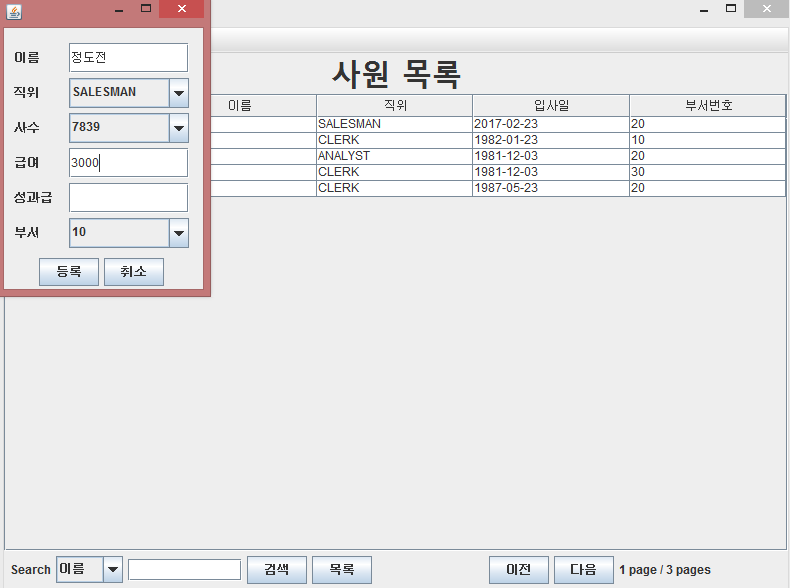 이름 정도전
직위 SALESMAN
사수 7839
급여 3000
성과급
부서 10
등록 취소
사원 목록
이름 직위 입사일 부서번호
SALESMAN 2017-02-23 20
CLERK 1982-01-23 10
ANALYST 1981-12-03 20
CLERK 1981-12-03 30
CLERK 1987-05-23 20
Search 이름 검색 목록 이전 다음 1 page / 3 pages